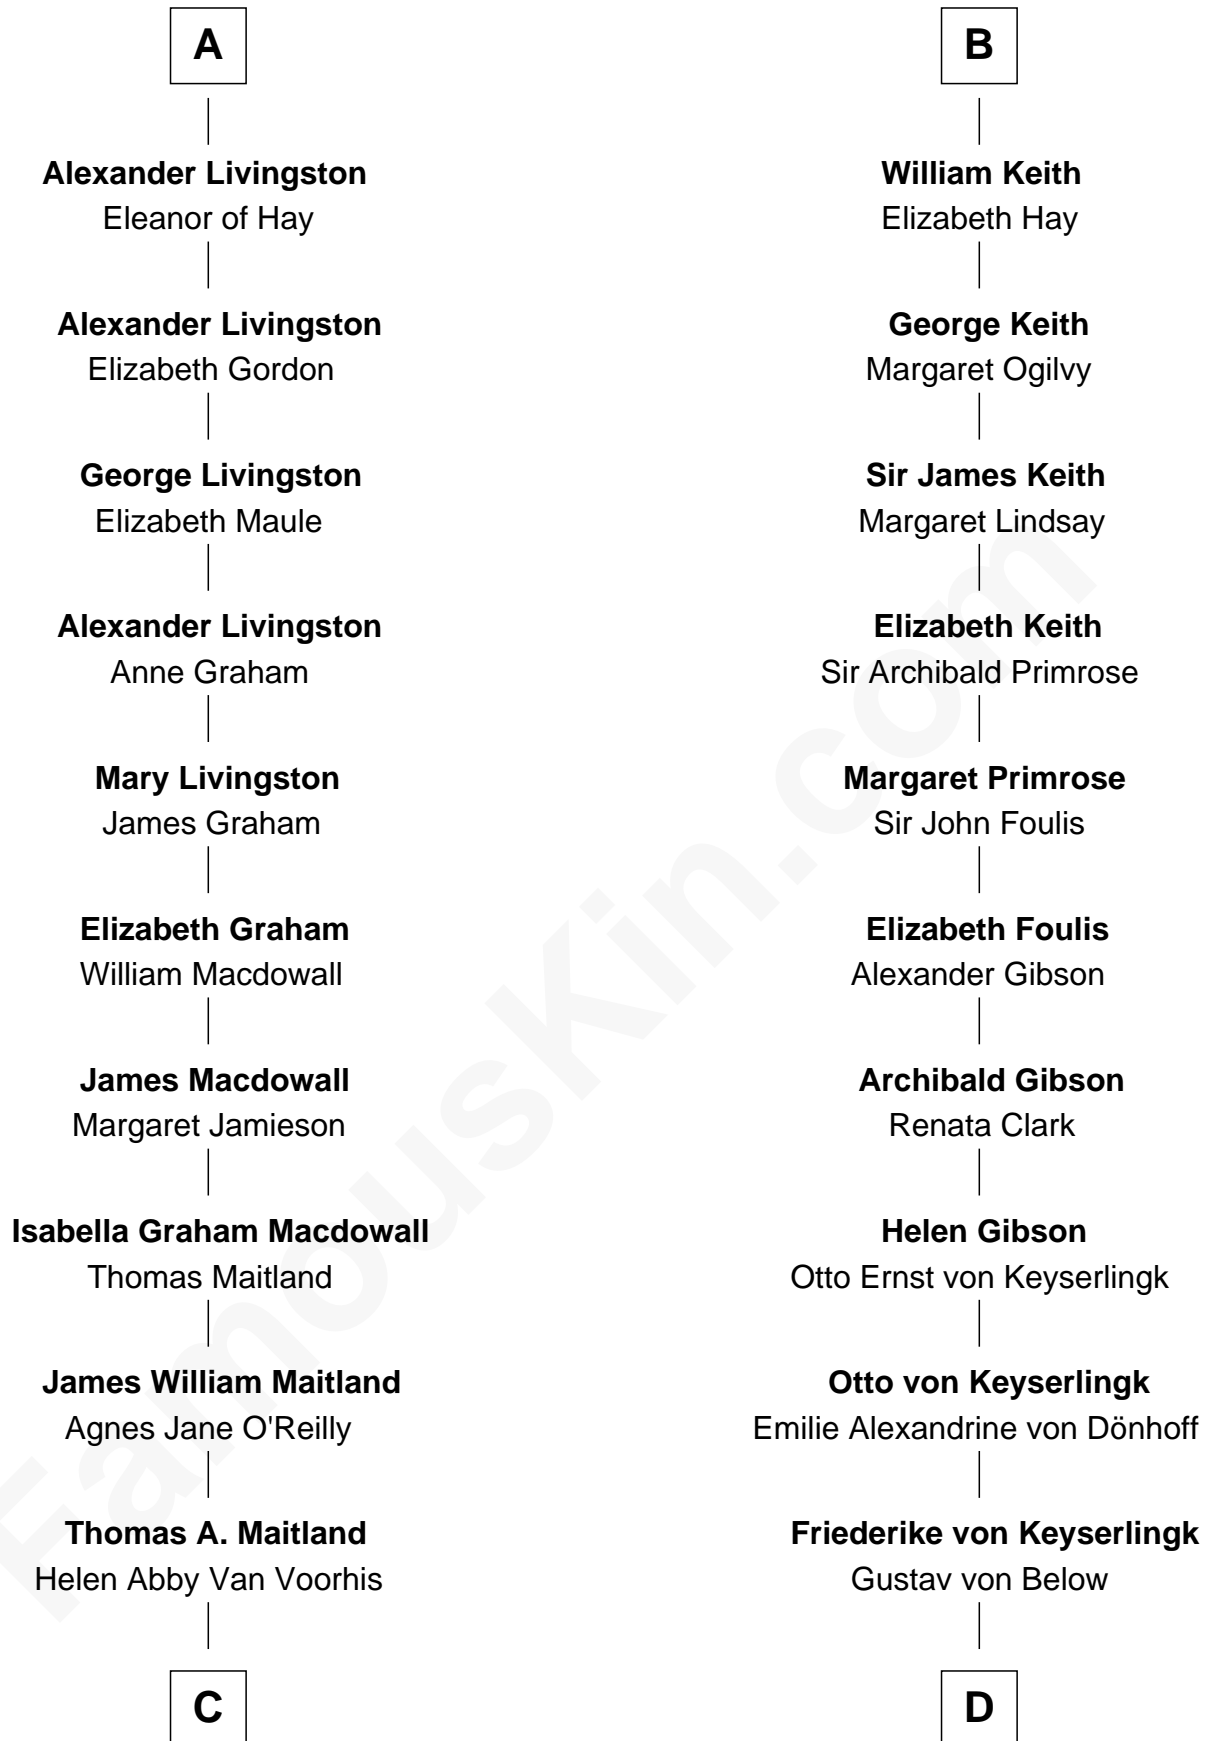 A
Alexander Livingston
Eleanor of Hay
Alexander Livingston
Elizabeth Gordon
George Livingston
Elizabeth Maule
Alexander Livingston
Anne Graham
Mary Livingston
James Graham
Elizabeth Graham
William Macdowall
James Macdowall
Margaret Jamieson
Isabella Graham Macdowall
Thomas Maitland
James William Maitland
Agnes Jane O'Reilly
Thomas A. Maitland
Helen Abby Van Voorhis
C
B
William Keith
Elizabeth Hay
George Keith
Margaret Ogilvy
Sir James Keith
Margaret Lindsay
Elizabeth Keith
Sir Archibald Primrose
Margaret Primrose
Sir John Foulis
Elizabeth Foulis
Alexander Gibson
Archibald Gibson
Renata Clark
Helen Gibson
Otto Ernst von Keyserlingk
Otto von Keyserlingk
Emilie Alexandrine von Dönhoff
Friederike von Keyserlingk
Gustav von Below
D
FamousKin.com